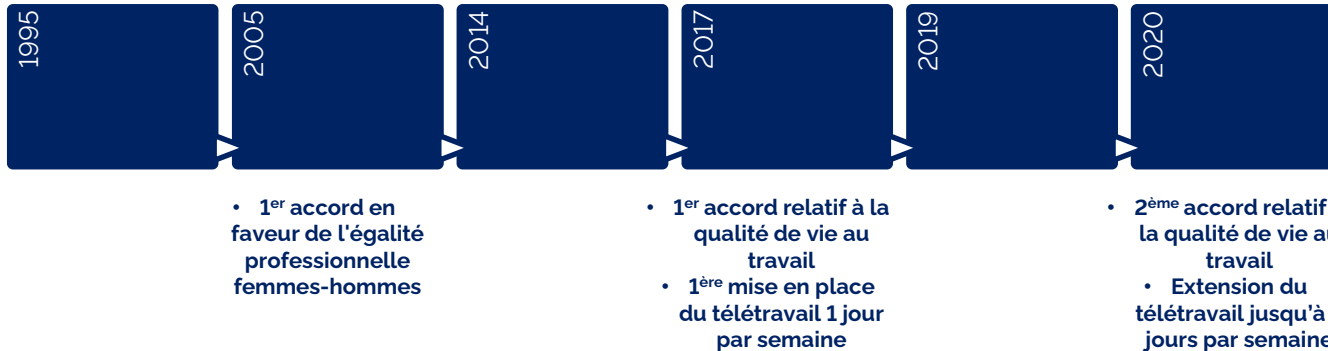 1995
2005
2014
2017
2019
2020
• 1er accord en
faveur de l'égalité
professionnelle
femmes-hommes
• 1er accord relatif à la
qualité de vie au
travail
• 1ère mise en place
du télétravail 1 jour
par semaine
• 2ème accord relatif
la qualité de vie
travail
• Extension du
télétravail jusqu’à
jours par semaine